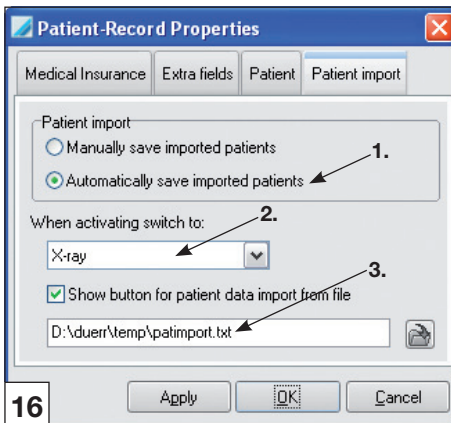 Patient-Record Properties
Medical Insurance Extra fields Patient Patient import
Patient import
Manually save imported patients
1.
Automatically save imported patients
When activating switch to:
2.
X-ray
Show button for patient data import from file
3.
D:\duerr\temp\patimport.txt
16
Apply OK Cancel